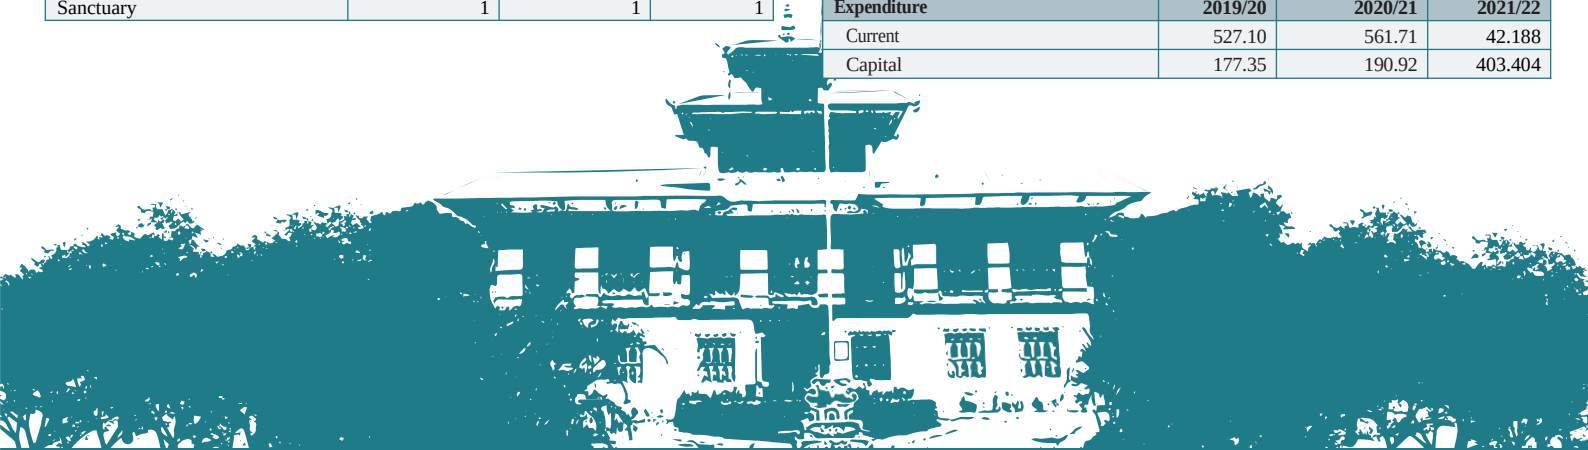 Sanctuary 1 1 1
Expenditure 2019/20 2020/21 2021/22
Current 527.10 561.71 42.188
Capital 177.35 190.92 403.404